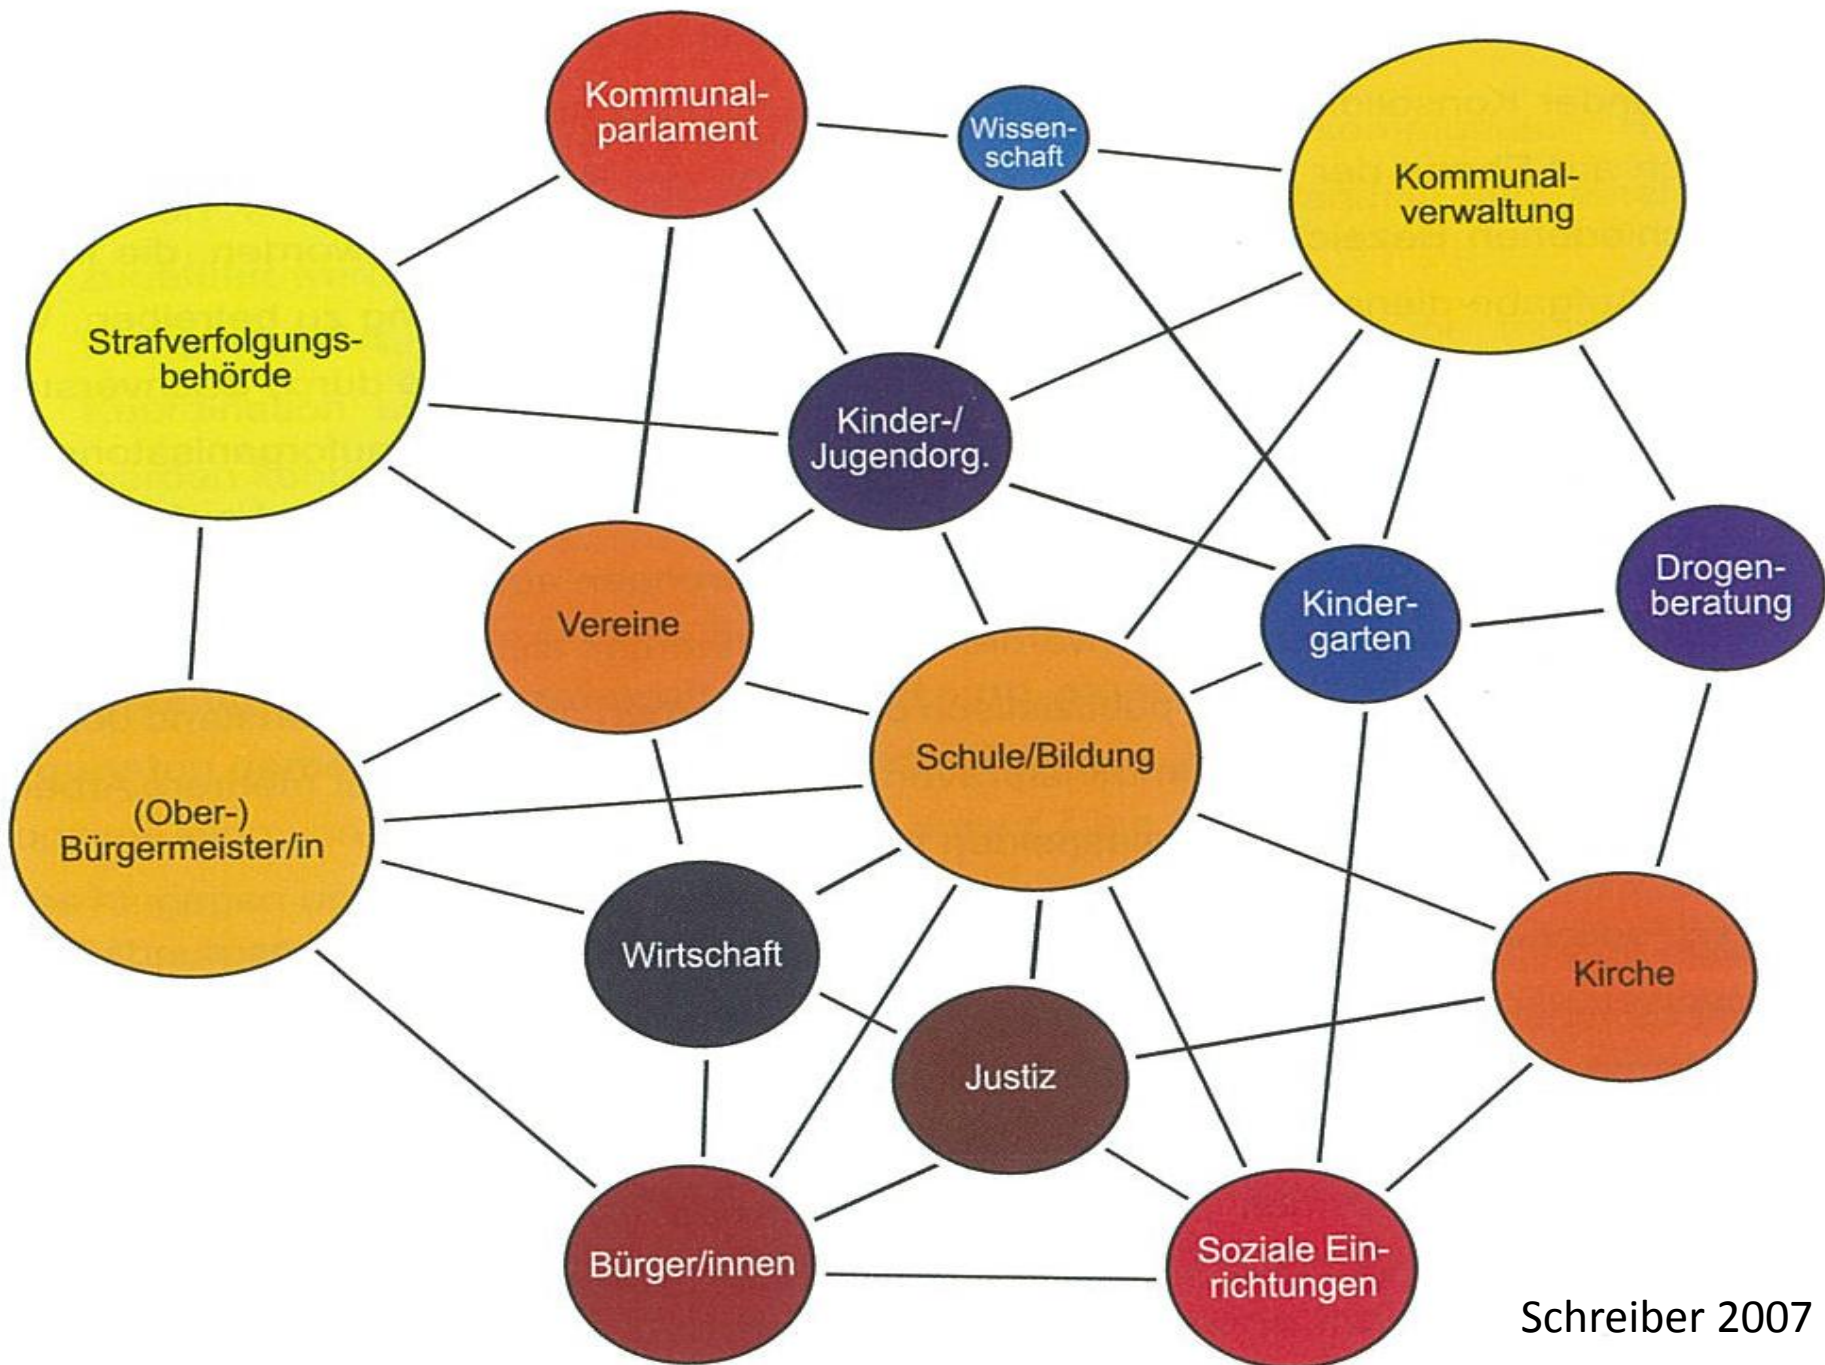 Kommunal-
parlament
Wissen-
schaft
Kommunal-
verwaltung
Strafverfolgungs-
behörde
Kinder-/
Jugendorg.
Vereine
Kinder-
garten
Drogen-
beratung
Schule/Bildung
(Ober-)
Bürgermeister/in
Wirtschaft
Kirche
Justiz
Bürger/innen
Soziale Ein-
richtungen
Schreiber 2007